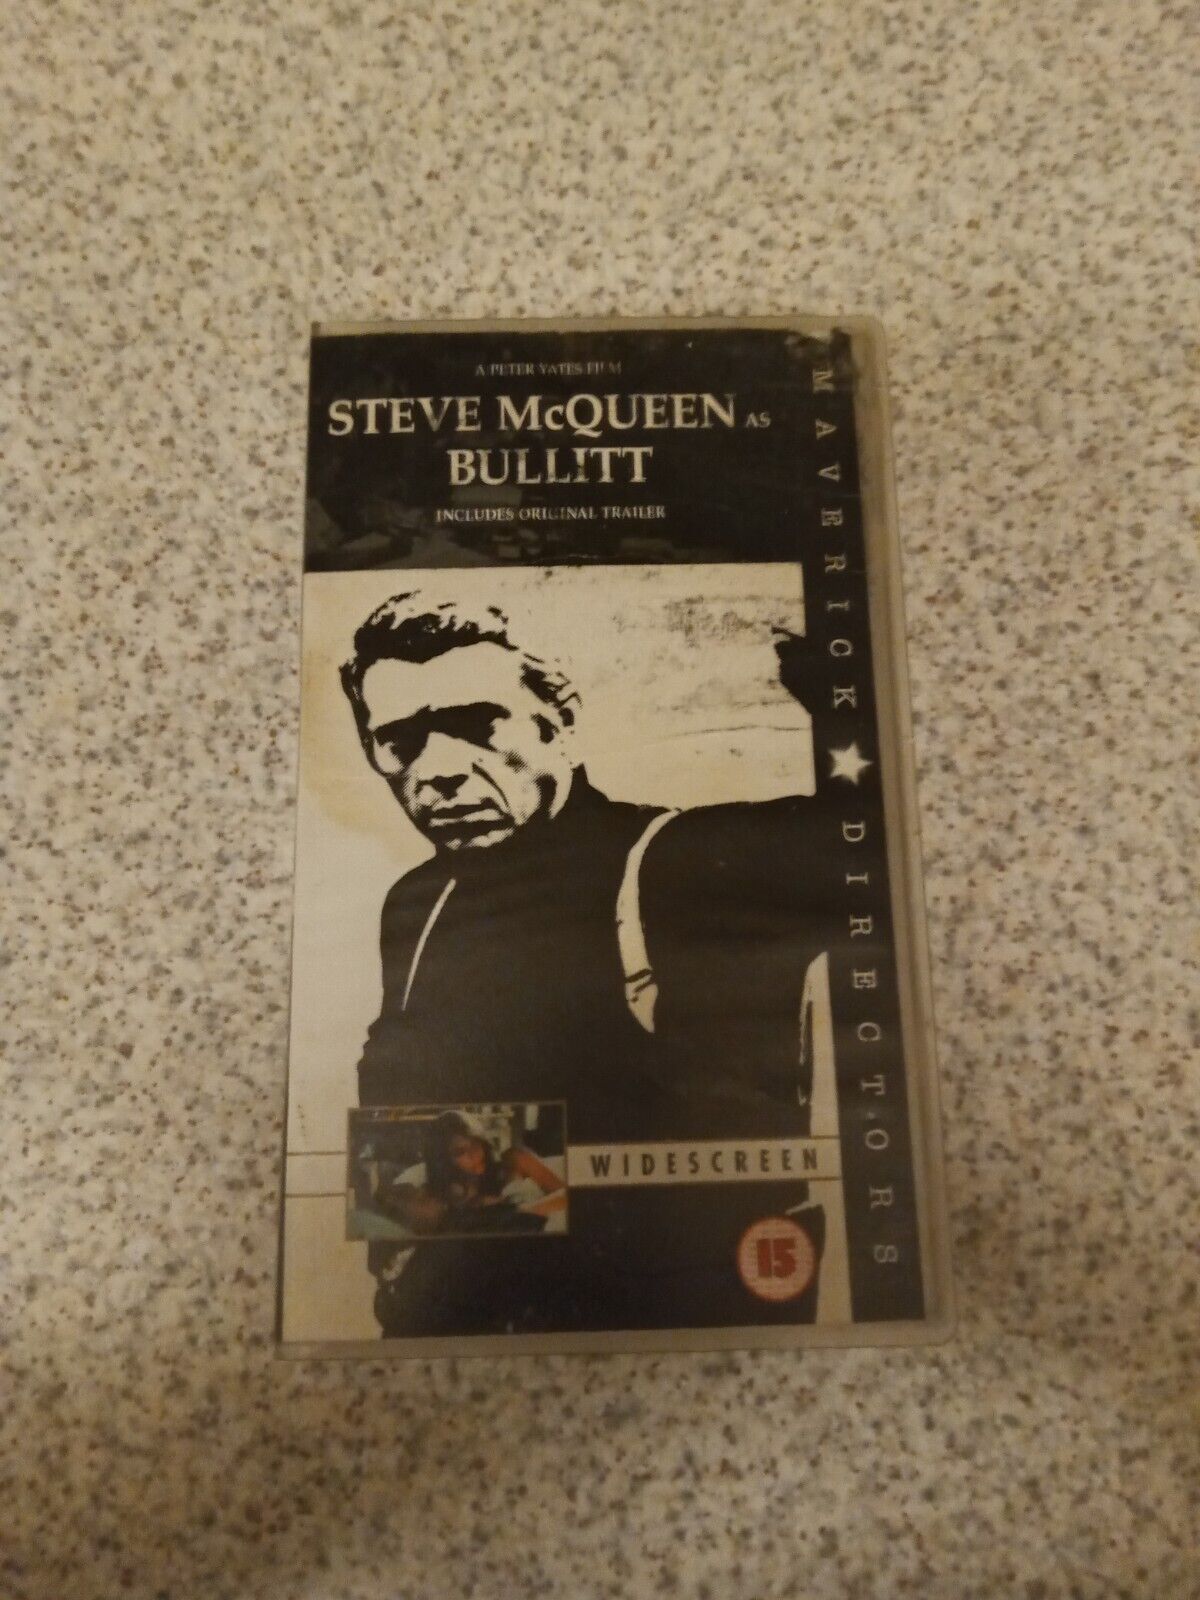 A PETER YATES FILM
STEVE McQUEEN AS
BULLITT
INCLUDES ORIGINAL TRAILER
MAVERICK DIRECTORS
WIDESCREEN
15